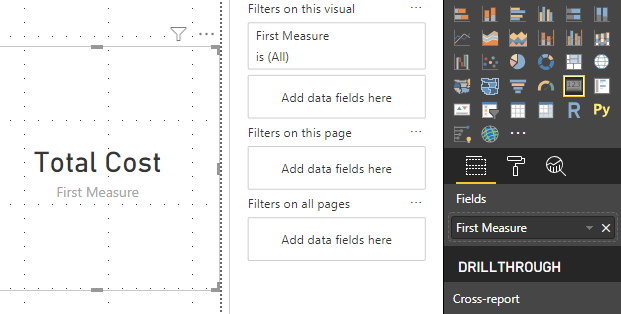 Total Cost
First Measure
Filters on this visual
First Measure
is (All)
Add data fields here
Filters on this page
Add data fields here
Filters on all pages
Add data fields here
R Py
Fields
First Measure
DRILLTHROUGH
Cross-report